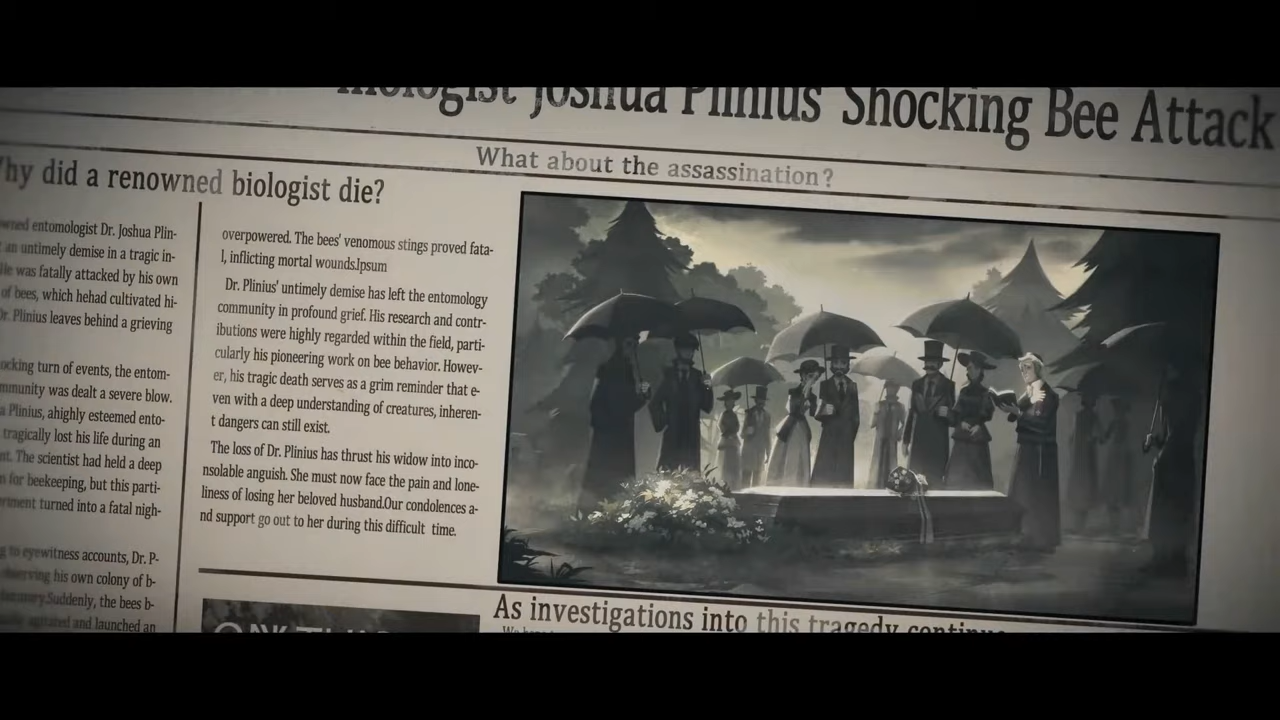 Joshua Plinius' Shocking Bee Attack
What about the assassination?
hy did a renowned biologist die?
entomologist Dr. Joshua Plin-
an untimely demise in a tragic in-
He was fatally attacked by his own
of bees, which hehad cultivated hi-
Dr. Plinius leaves behind a grieving
ocking turn of events, the entom-
mmunity was dealt a severe blow.
a Plinius, ahighly esteemed ento-
tragically lost his life during an
nt. The scientist had held a deep
n for beekeeping, but this parti-
eriment turned into a fatal nigh-
g to eyewitness accounts, Dr. P-
observing his own colony of b-
Suddenly, the bees b-
agitated and launched an
overpowered. The bees' venomous stings proved fata-
l, inflicting mortal wounds.Ipsum
Dr. Plinius' untimely demise has left the entomology
community in profound grief. His research and contr-
ibutions were highly regarded within the field, parti-
cularly his pioneering work on bee behavior. Howev-
er, his tragic death serves as a grim reminder that e-
ven with a deep understanding of creatures, inheren-
t dangers can still exist.
The loss of Dr. Plinius has thrust his widow into inco-
nsolable anguish. She must now face the pain and lone-
liness of losing her beloved husband.Our condolences a-
nd support go out to her during this difficult time.
As investigations into this tragedy continue